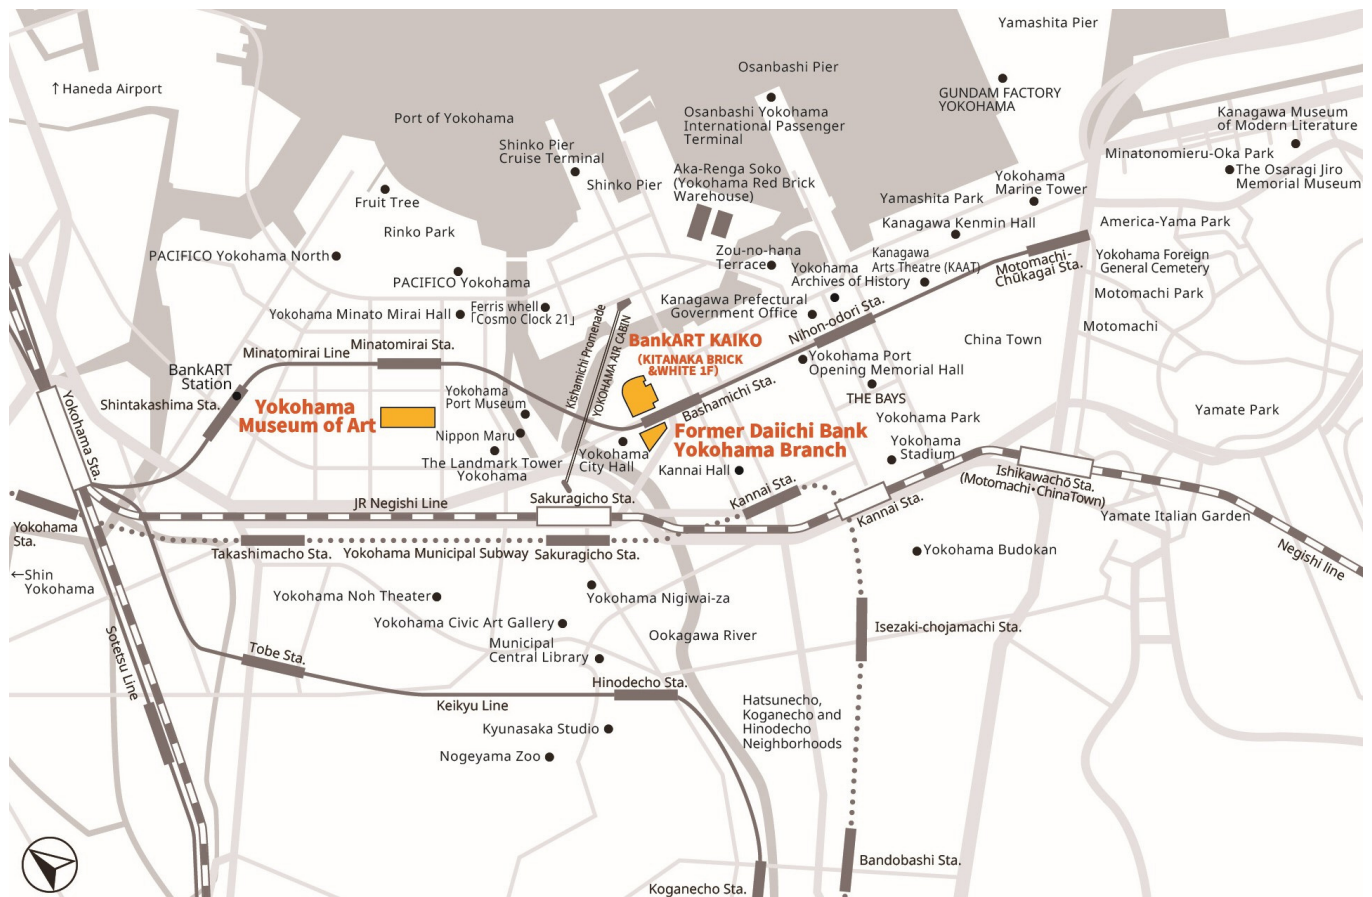 Yamashita Pier
Osanbashi Pier
↑Haneda Airport
GUNDAM FACTORY
YOKOHAMA
Port of Yokohama
Osanbashi Yokohama
International Passenger
Terminal
Kanagawa Museum
of Modern Literature
Shinko Pier
Cruise Terminal
Minatonomieru-Oka Park
Aka-Renga Soko
(Yokohama Red Brick
Warehouse)
Shinko Pier
The Osaragi Jiro
Memorial Museum
Yokohama
Marine Tower
Fruit Tree
Yamashita Park
Kanagawa Kenmin Hall
America-Yama Park
Rinko Park
PACIFICO Yokohama North
Zou-no-hana
Terrace
Kanagawa
Arts Theatre (KAAT)
Motomachi-
Chūkagai Sta.
Yokohama Foreign
General Cemetery
Yokohama
Archives of History
PACIFICO Yokohama
Motomachi Park
Kanagawa Prefectural
Government Office
Nihon-odori Sta.
Yokohama Minato Mirai Hall
Ferris whell
「Cosmo Clock 21」
Motomachi
Kishamichi Promenade
YOKOHAMA AIR CABIN
BankART KAIKO
(KITANAKA BRICK
&WHITE 1F)
China Town
Minatomirai Line
Minatomirai Sta.
Yokohama Port
Opening Memorial Hall
BankART
Station
Bashamichi Sta.
THE BAYS
Shintakashima Sta.
Yokohama
Museum of Art
Yokohama
Port Museum
Yamate Park
Yokohama Park
Yokohama Sta.
Nippon Maru
Former Daiichi Bank
Yokohama Branch
Yokohama
City Hall
Yokohama
Stadium
The Landmark Tower
Yokohama
Kannai Hall
Ishikawachō Sta.
(Motomachi・ChinaTown)
Kannai Sta.
Kannai Sta.
JR Negishi Line
Sakuragicho Sta.
Yamate Italian Garden
Yokohama
Sta.
Takashimacho Sta.
Yokohama Municipal Subway
Sakuragicho Sta.
Yokohama Budokan
Negishi line
←Shin
Yokohama
Yokohama Noh Theater
Yokohama Nigiwai-za
Yokohama Civic Art Gallery
Ookagawa River
Isezaki-chojamachi Sta.
Municipal
Central Library
Sotetsu Line
Tobe Sta.
Hinodecho Sta.
Keikyu Line
Hatsunecho,
Koganecho and
Hinodecho
Neighborhoods
Kyunasaka Studio
Nogeyama Zoo
Bandobashi Sta.
Koganecho Sta.